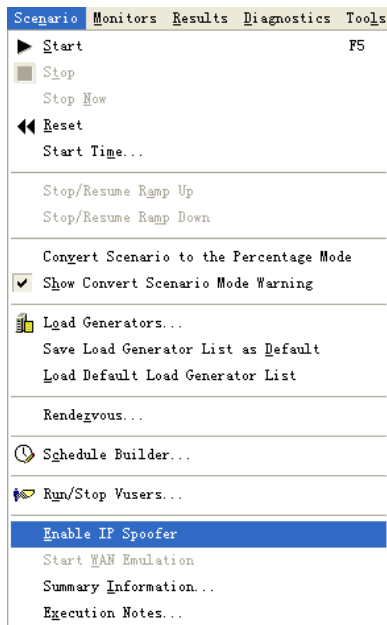 Scenario Monitors Results Diagnostics Tools
Start F5
Stop
Stop Now
Reset
Start Time...
Stop/Resume Ramp Up
Stop/Resume Ramp Down
Convert Scenario to the Percentage Mode
Show Convert Scenario Mode Warning
Load Generators...
Save Load Generator List as Default
Load Default Load Generator List
Rendezvous...
Schedule Builder...
Run/Stop Vusers...
Enable IP Spoofer
Start WAN Emulation
Summary Information...
Execution Notes...